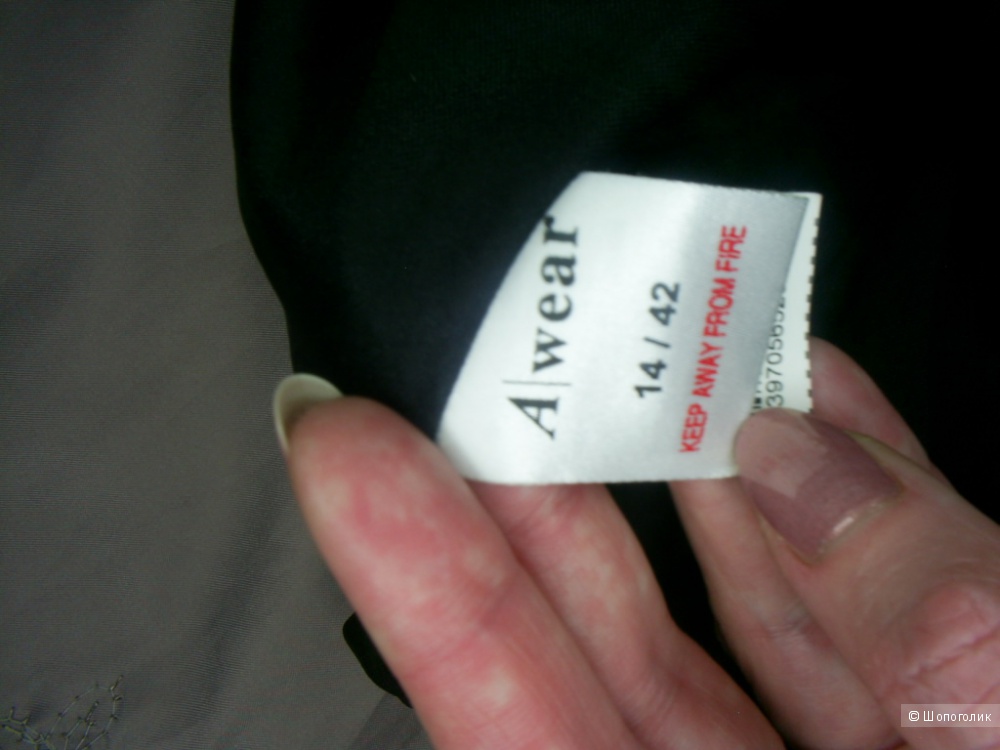 A|wear
14 / 42
KEEP AWAY FROM FIRE
© Шопоголик